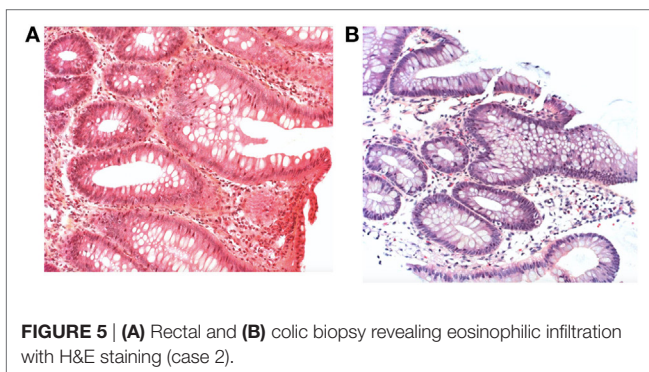 A
B
FIGURE 5 | (A) Rectal and (B) colic biopsy revealing eosinophilic infiltration
with H&E staining (case 2).